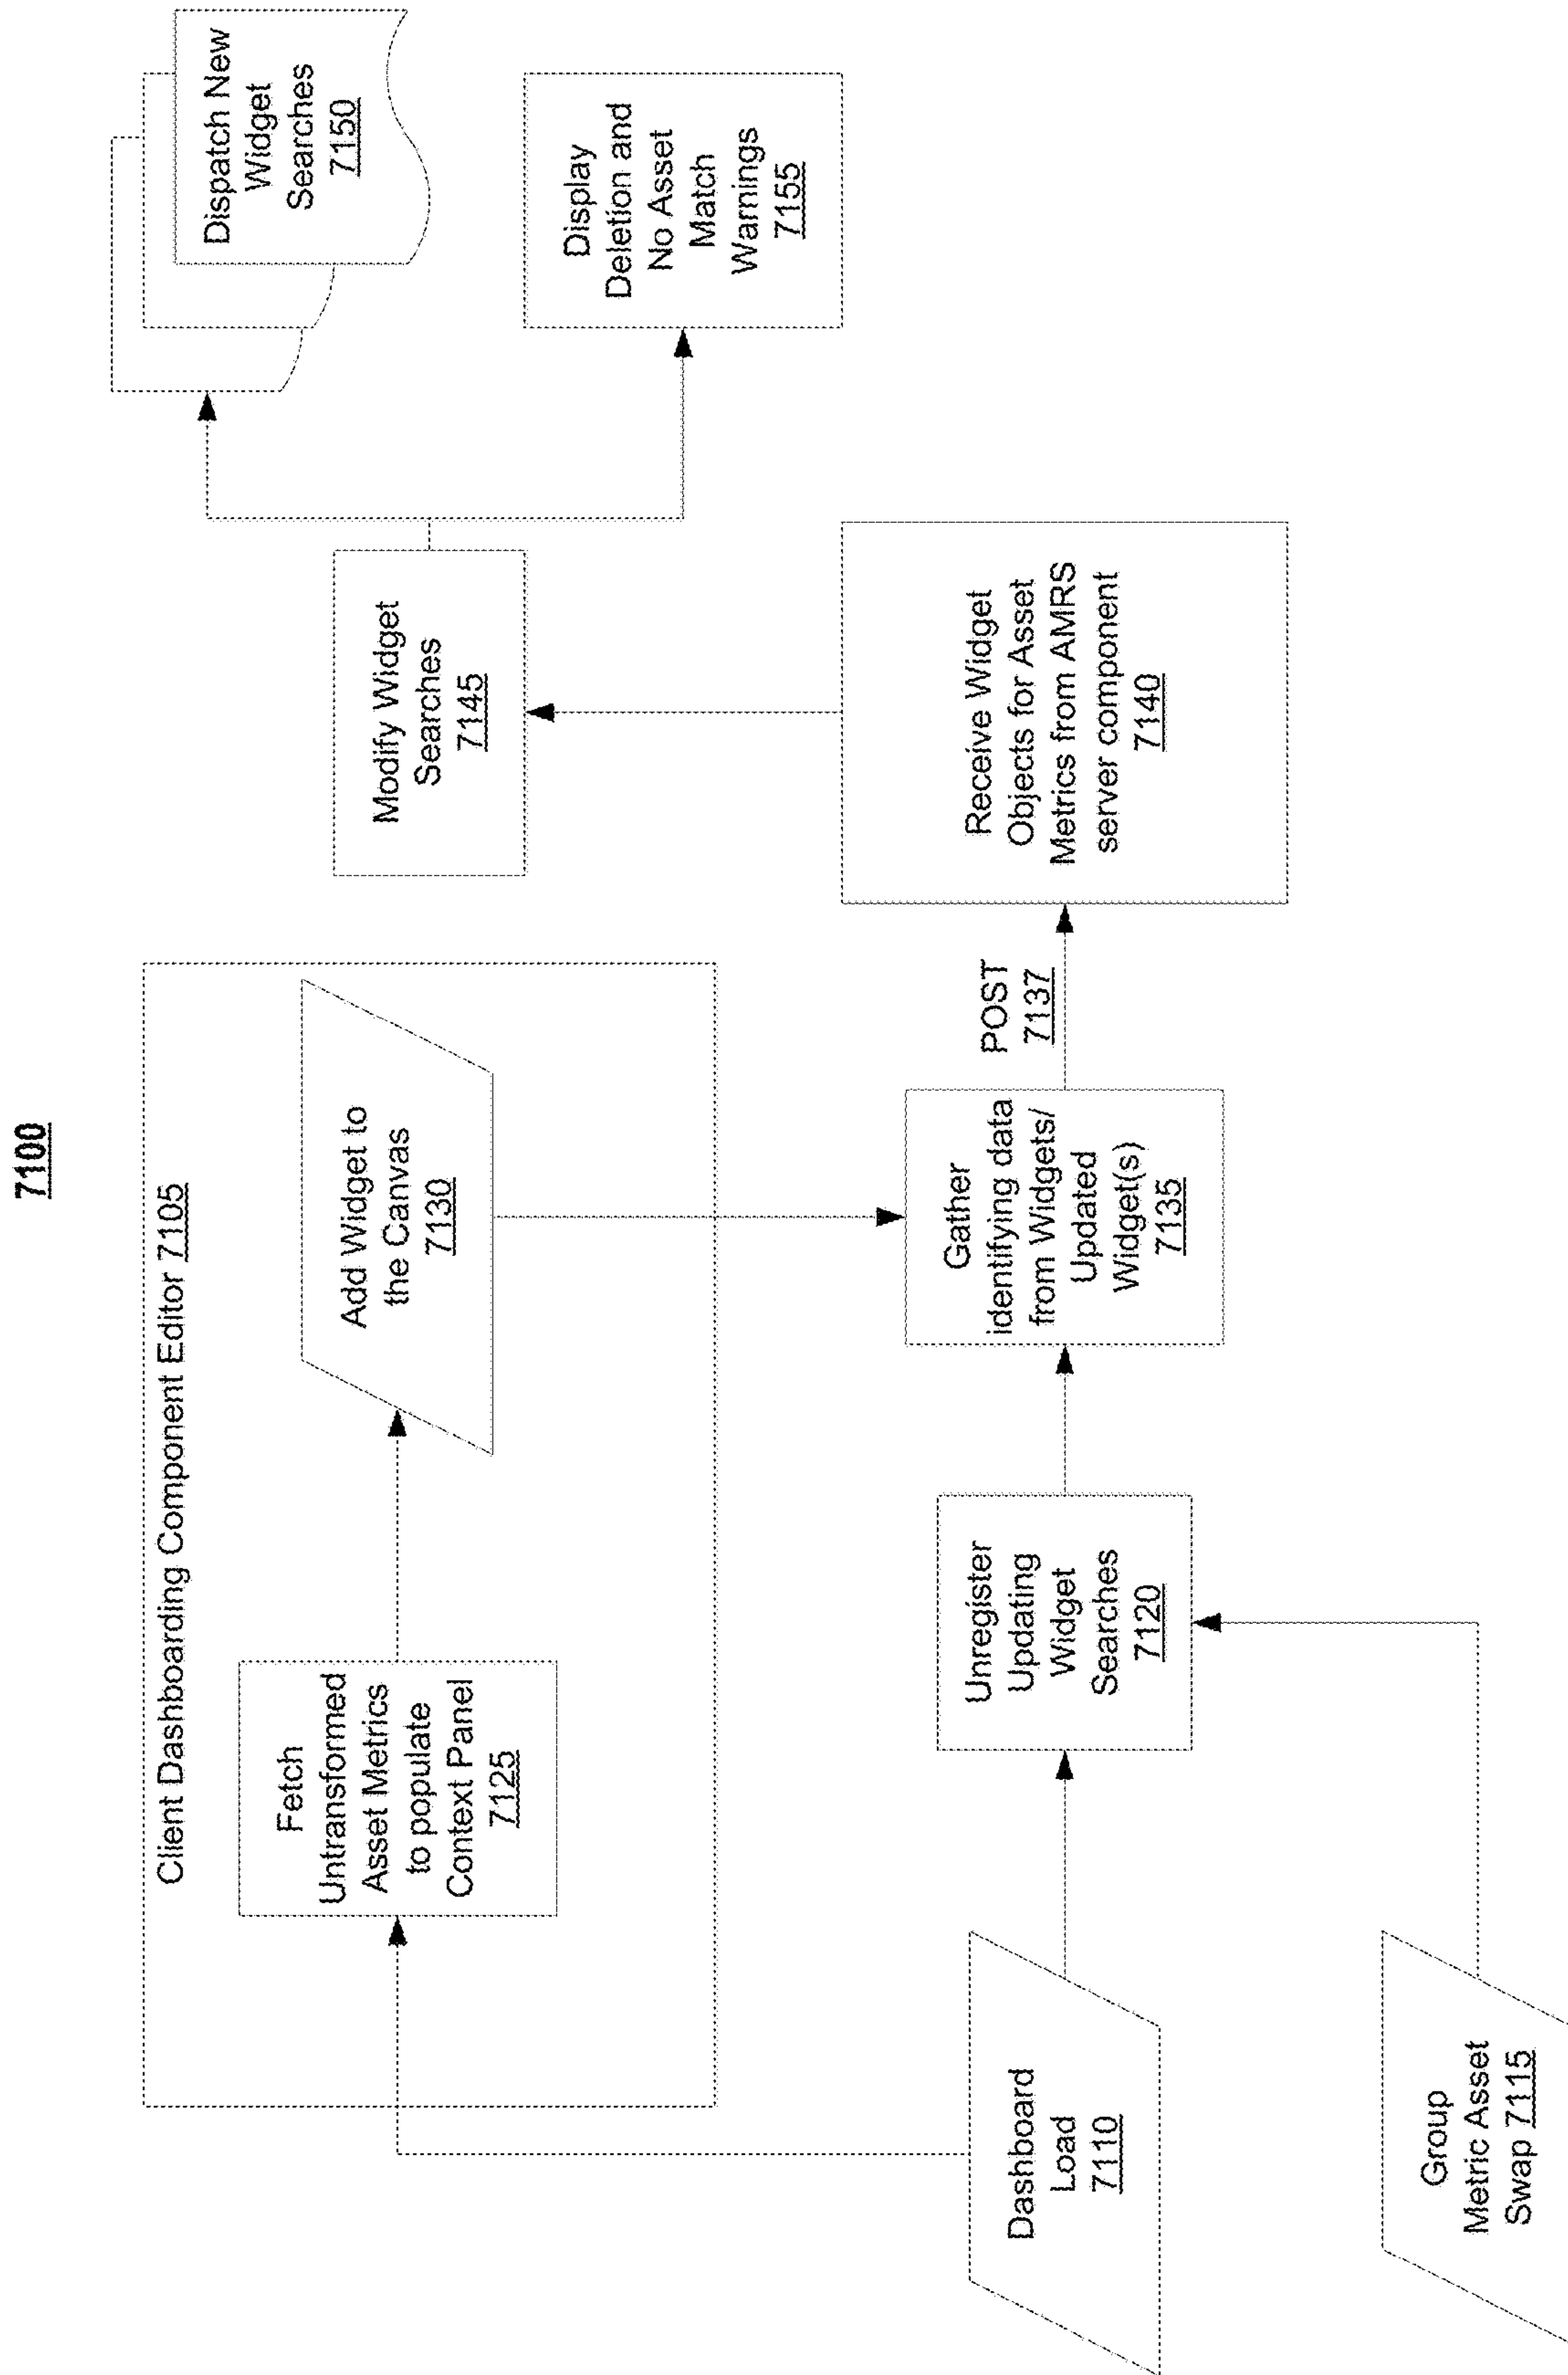 7100
Client Dashboarding Component Editor 7105
Fetch
Untransformed
Asset Metrics
to populate
Context Panel
7125
Add Widget to
the Canvas
7130
Dashboard
Load
7110
Group
Metric Asset
Swap 7115
Unregister
Updating
Widget
Searches
7120
Gather
identifying data
from Widgets/
Updated
Widget(s)
7135
POST
7137
Receive Widget
Objects for Asset
Metrics from AMRS
server component
7140
Modify Widget
Searches
7145
Dispatch New
Widget
Searches
7150
Display
Deletion and
No Asset
Match
Warnings
7155